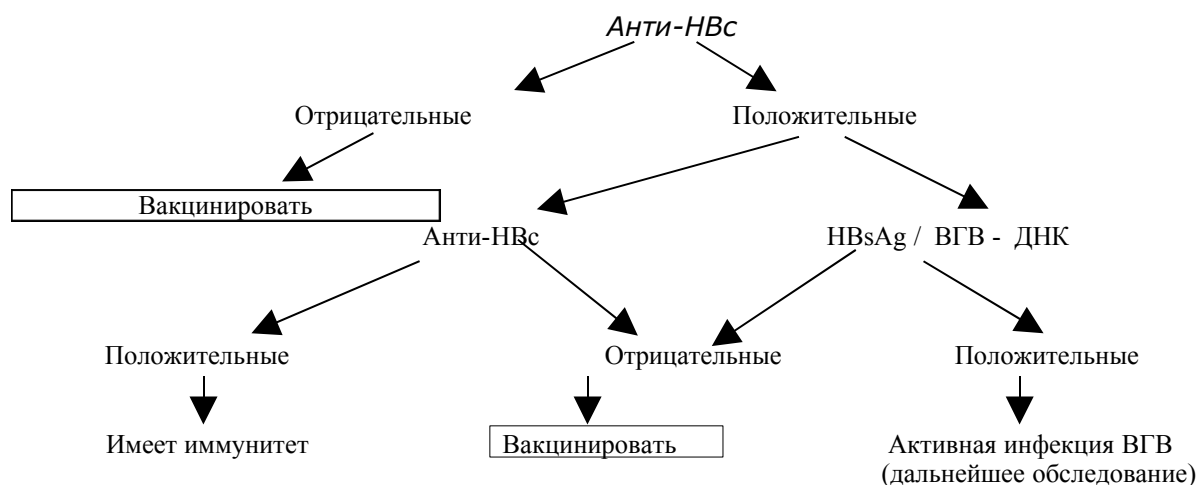 Анти-HBc
Отрицательные
Положительные
Вакцинировать
Анти-HBc
HBsAg / ВГВ - ДНК
Положительные
Отрицательные
Положительные
Имеет иммунитет
Вакцинировать
Активная инфекция ВГВ
(дальнейшее обследование)